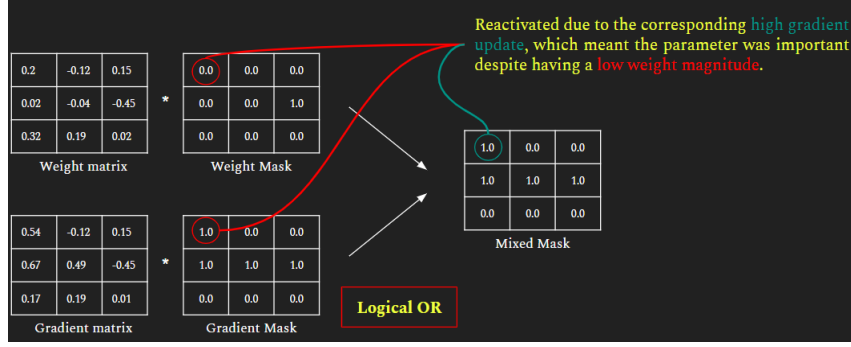 Reactivated due to the corresponding high gradient
update, which meant the parameter was important
despite having a low weight magnitude.
0.2 -0.12 0.15
0.02 -0.04 -0.45
0.32 0.19 0.02
Weight matrix
*
0.0 0.0 0.0
0.0 0.0 1.0
0.0 0.0 0.0
Weight Mask
1.0 0.0 0.0
1.0 1.0 1.0
0.0 0.0 0.0
Mixed Mask
0.54 -0.12 0.15
0.67 0.49 -0.45
0.17 0.19 0.01
Gradient matrix
*
1.0 0.0 0.0
1.0 1.0 1.0
0.0 0.0 0.0
Gradient Mask
Logical OR